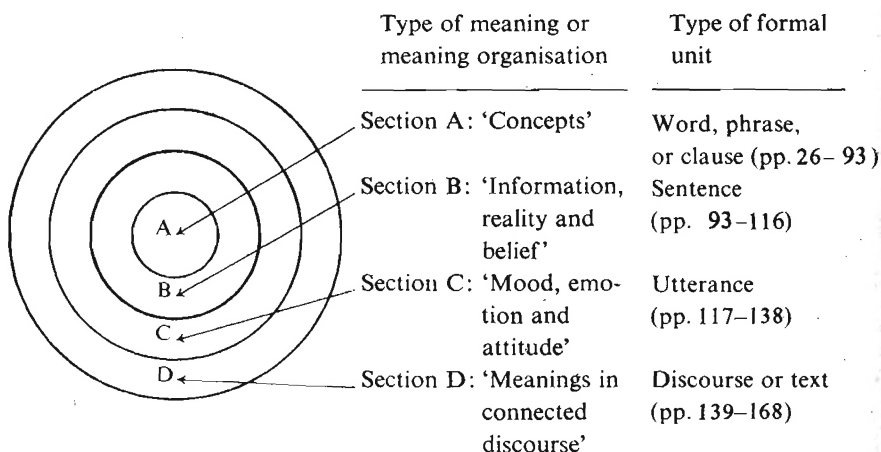 Type of meaning or Type of formal
meaning organisation unit
Section A: 'Concepts' Word, phrase,
or clause (pp. 26–93)
A
Section B: 'Information, Sentence
reality and (pp. 93–116)
belief'
B
Section C: 'Mood, emo- Utterance
tion and (pp. 117–138)
attitude'
C
D
Section D: 'Meanings in Discourse or text
connected (pp. 139–168)
discourse'